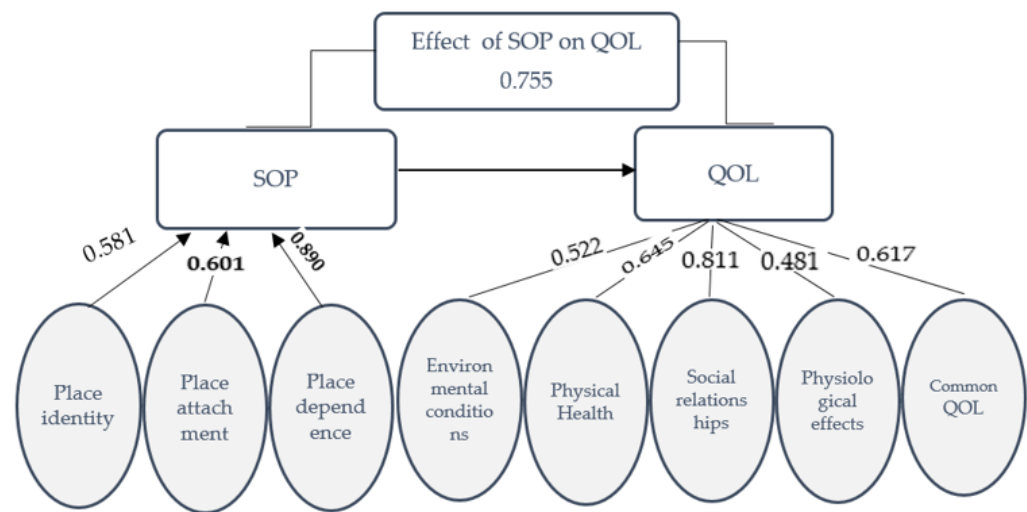 Effect of SOP on QOL
0.755
SOP
QOL
0.581
0.601
0.890
0.522
0.645
0.811
0.481
0.617
Place
identity
Place
attach
ment
Place
depend
ence
Environ
mental
conditio
ns
Physical
Health
Social
relations
hips
Physiolo
gical
effects
Common
QOL